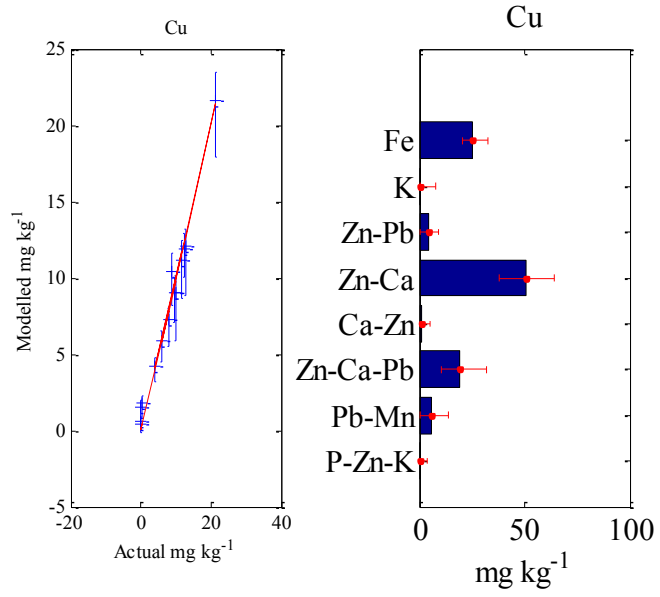 Cu
25
20
15
10
5
0
-5
-20
0
20
40
Modelled mg kg-1
Actual mg kg-1
Cu
Fe
K
Zn-Pb
Zn-Ca
Ca-Zn
Zn-Ca-Pb
Pb-Mn
P-Zn-K
0
50
100
mg kg-1